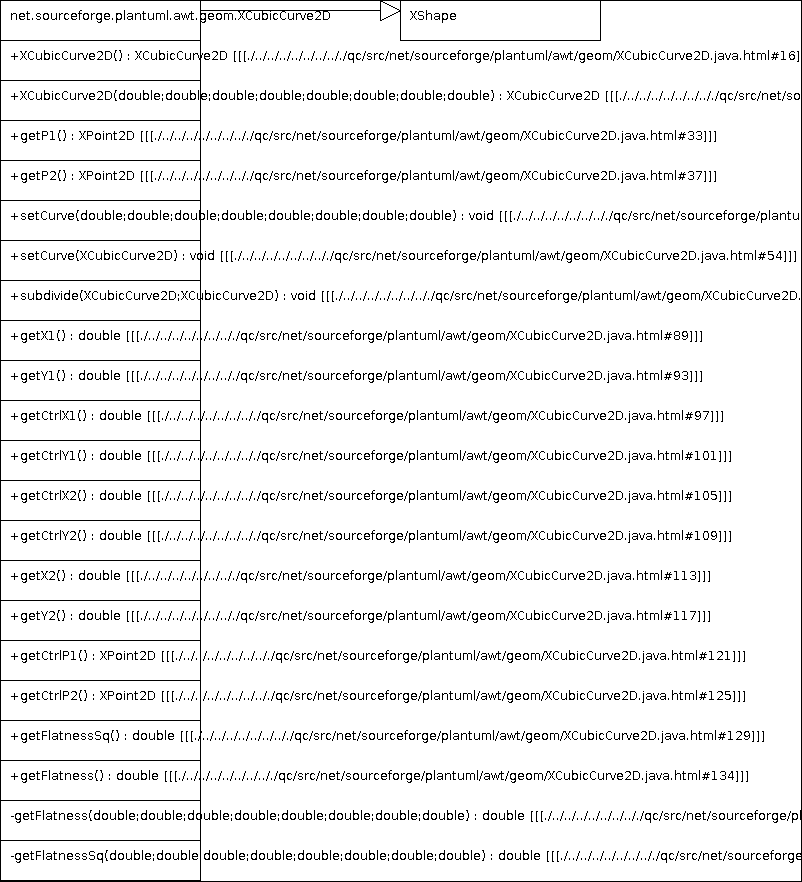 net.sourceforge.plantuml.awt.geom.XCubicCurve2D
XShape
+XCubicCurve2D() : XCubicCurve2D [[[./../../../../../../../qc/src/net/sourceforge/plantuml/awt/geom/XCubicCurve2D.java.html#16]
+XCubicCurve2D(double;double;double;double;double;double;double;double) : XCubicCurve2D [[[./../../../../../../../qc/src/net/so
+getP1() : XPoint2D [[[./../../../../../../../qc/src/net/sourceforge/plantuml/awt/geom/XCubicCurve2D.java.html#33]]]
+getP2() : XPoint2D [[[./../../../../../../../qc/src/net/sourceforge/plantuml/awt/geom/XCubicCurve2D.java.html#37]]]
+setCurve(double;double;double;double;double;double;double;double) : void [[[./../../../../../../../qc/src/net/sourceforge/plantu
+setCurve(XCubicCurve2D) : void [[[./../../../../../../../qc/src/net/sourceforge/plantuml/awt/geom/XCubicCurve2D.java.html#54]]]
+subdivide(XCubicCurve2D;XCubicCurve2D) : void [[[./../../../../../../../qc/src/net/sourceforge/plantuml/awt/geom/XCubicCurve2D.
+getX1() : double [[[./../../../../../../../qc/src/net/sourceforge/plantuml/awt/geom/XCubicCurve2D.java.html#89]]]
+getY1() : double [[[./../../../../../../../qc/src/net/sourceforge/plantuml/awt/geom/XCubicCurve2D.java.html#93]]]
+getCtrlX1() : double [[[./../../../../../../../qc/src/net/sourceforge/plantuml/awt/geom/XCubicCurve2D.java.html#97]]]
+getCtrlY1() : double [[[./../../../../../../../qc/src/net/sourceforge/plantuml/awt/geom/XCubicCurve2D.java.html#101]]]
+getCtrlX2() : double [[[./../../../../../../../qc/src/net/sourceforge/plantuml/awt/geom/XCubicCurve2D.java.html#105]]]
+getCtrlY2() : double [[[./../../../../../../../qc/src/net/sourceforge/plantuml/awt/geom/XCubicCurve2D.java.html#109]]]
+getX2() : double [[[./../../../../../../../qc/src/net/sourceforge/plantuml/awt/geom/XCubicCurve2D.java.html#113]]]
+getY2() : double [[[./../../../../../../../qc/src/net/sourceforge/plantuml/awt/geom/XCubicCurve2D.java.html#117]]]
+getCtrlP1() : XPoint2D [[[./../../../../../../../qc/src/net/sourceforge/plantuml/awt/geom/XCubicCurve2D.java.html#121]]]
+getCtrlP2() : XPoint2D [[[./../../../../../../../qc/src/net/sourceforge/plantuml/awt/geom/XCubicCurve2D.java.html#125]]]
+getFlatnessSq() : double [[[./../../../../../../../qc/src/net/sourceforge/plantuml/awt/geom/XCubicCurve2D.java.html#129]]]
+getFlatness() : double [[[./../../../../../../../qc/src/net/sourceforge/plantuml/awt/geom/XCubicCurve2D.java.html#134]]]
-getFlatness(double;double;double;double;double;double;double;double) : double [[[./../../../../../../../qc/src/net/sourceforge/pl
-getFlatnessSq(double;double;double;double;double;double;double;double) : double [[[./../../../../../../../qc/src/net/sourceforge